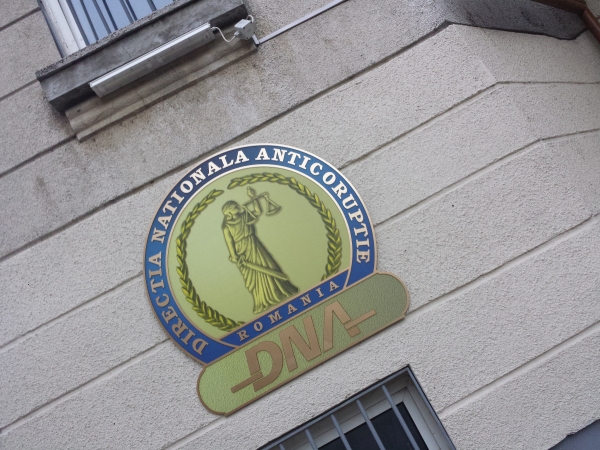 DIRECTIA NATIONALA ANTICORUPTIE
ROMANIA
DNA